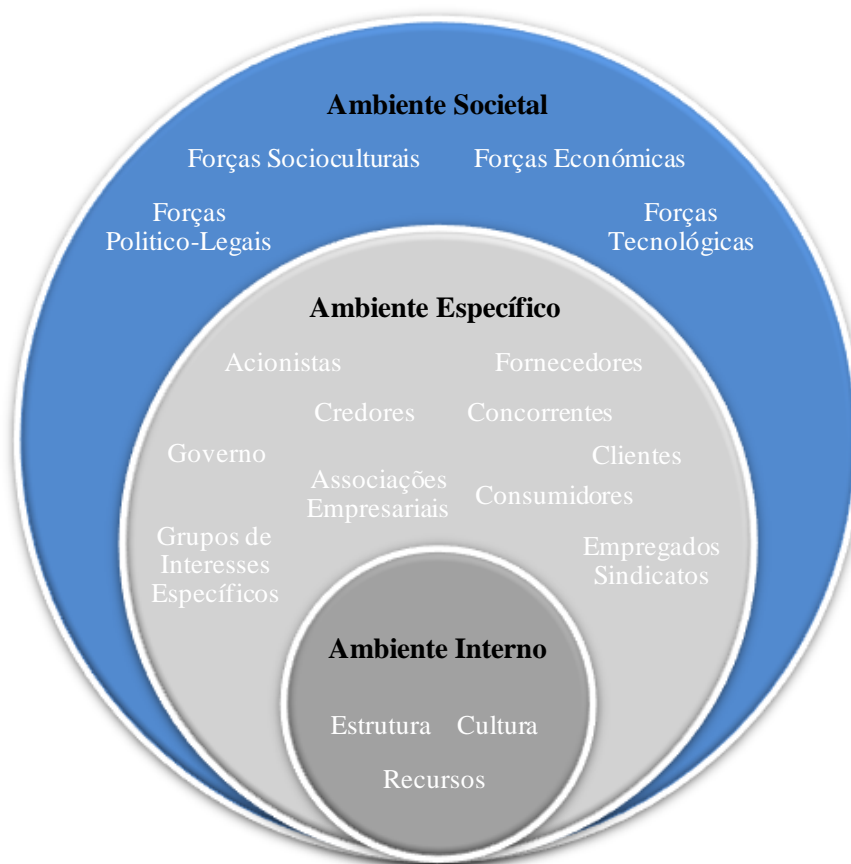 Ambiente Societal
Forças Socioculturais
Forças Económicas
Forças
Politico-Legais
Forças
Tecnológicas
Ambiente Específico
Acionistas
Fornecedores
Credores
Concorrentes
Governo
Clientes
Associações
Empresariais
Consumidores
Grupos de
Interesses
Específicos
Empregados
Sindicatos
Ambiente Interno
Estrutura
Cultura
Recursos